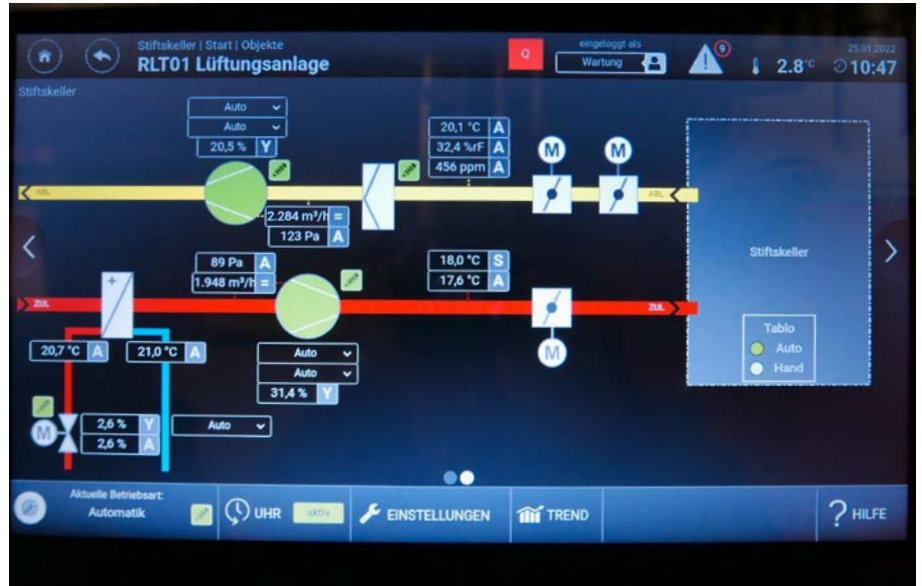 Stiftskeller | Start | Objekte
RLT01 Lüftungsanlage
Q
eingeloggt als
Wartung
9
2.8°C
25.01.2022
10:47
Stiftskeller
Auto
Auto
20,5 % Y
20,1 °C A
32,4 %rF A
456 ppm A
M
M
ABL
ABL
2.284 m³/h =
123 Pa A
Stiftskeller
89 Pa A
1.948 m³/h =
18,0 °C S
17,6 °C A
ZUL
ZUL
+
20,7 °C A
21,0 °C A
Auto
Auto
31,4 % Y
M
Tablo
Auto
Hand
M
2,6 % Y
2,6 % A
Auto
Aktuelle Betriebsart:
Automatik
UHR aktiv
EINSTELLUNGEN
TREND
? HILFE